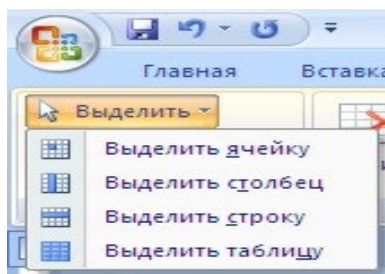 Главная Вставка
Выделить
Выделить ячейку
Выделить столбец
Выделить строку
Выделить таблицу